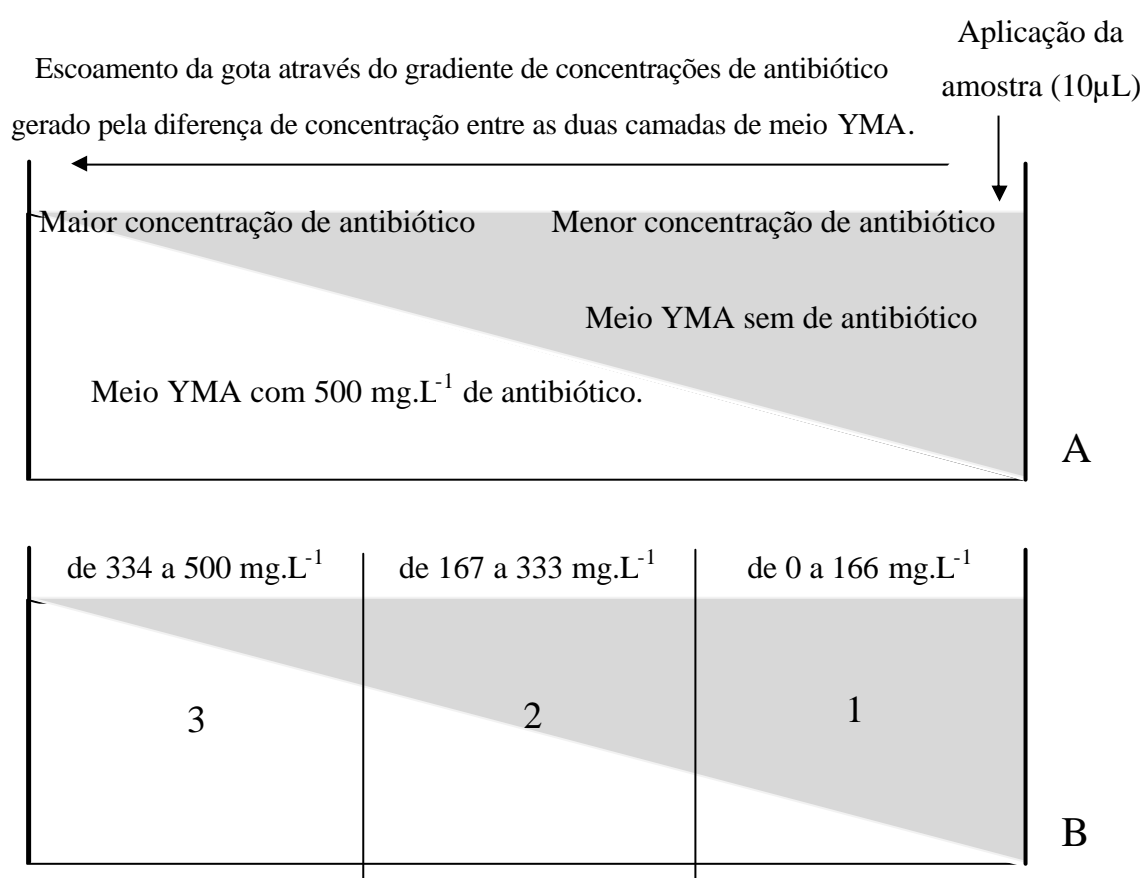 Aplicação da
amostra (10µL)
Escoamento da gota através do gradiente de concentrações de antibiótico
gerado pela diferença de concentração entre as duas camadas de meio YMA.
Maior concentração de antibiótico
Menor concentração de antibiótico
Meio YMA sem de antibiótico
Meio YMA com 500 mg.L-1 de antibiótico.
A
de 334 a 500 mg.L-1
de 167 a 333 mg.L-1
de 0 a 166 mg.L-1
3
2
1
B